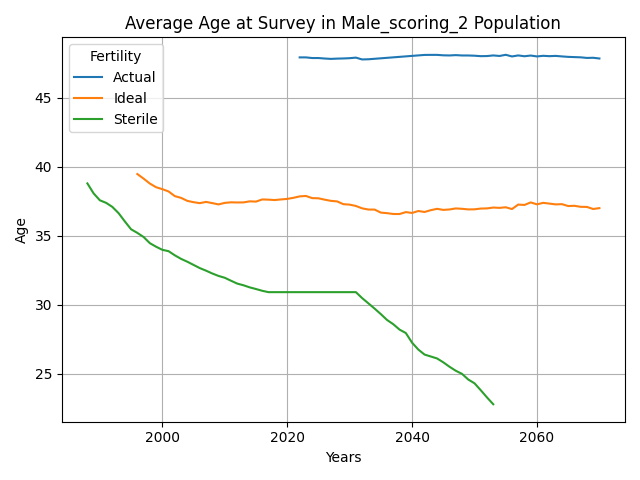 Average Age at Survey in Male_scoring_2 Population
Fertility
Actual
Ideal
Sterile
Age
45
40
35
30
25
2000
2020
2040
2060
Years